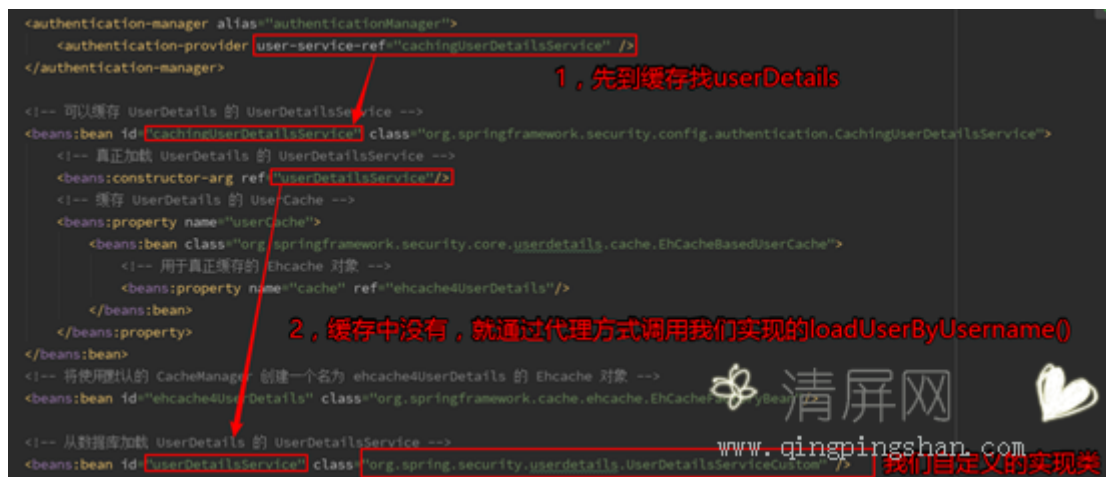 <authentication-manager alias="authenticationManager">
<authentication-provider user-service-ref="cachingUserDetailsService" />
</authentication-manager>
1，先到缓存找userDetails
<!-- 可以缓存 UserDetails 的 UserDetailsService -->
<beans:bean id="cachingUserDetailsService" class="org.springframework.security.config.authentication.CachingUserDetailsService">
<!-- 真正加载 UserDetails 的 UserDetailsService -->
<beans:constructor-arg ref="userDetailsService"/>
<!-- 缓存 UserDetails 的 UserCache -->
<beans:property name="userCache">
<beans:bean class="org.springframework.security.core.userdetails.cache.EhCacheBasedUserCache">
<!-- 用于真正缓存的 Ehcache 对象 -->
<beans:property name="cache" ref="ehcache4UserDetails"/>
</beans:bean>
</beans:property>
2，缓存中没有，就通过代理方式调用我们实现的loadUserByUsername()
</beans:bean>
<!-- 将使用默认的 CacheManager 创建一个名为 ehcache4UserDetails 的 Ehcache 对象 -->
<beans:bean id="ehcache4UserDetails" class="org.springframework.cache.ehcache.EhCacheFactoryBean"/>
清屏网
www.qingpingshan.com
<!-- 从数据库加载 UserDetails 的 UserDetailsService -->
<beans:bean id="userDetailsService" class="org.spring.security.userdetails.UserDetailsServiceCustom" />
我们自定义的实现类